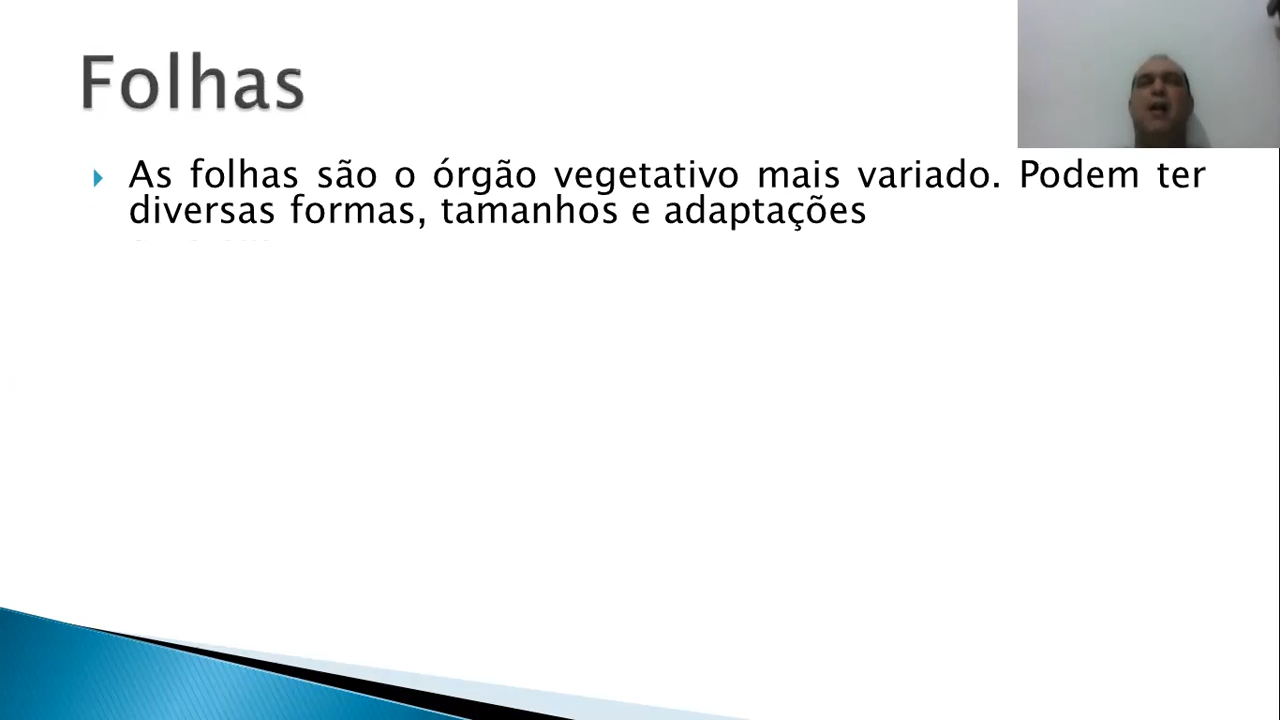 Folhas
As folhas são o órgão vegetativo mais variado. Podem ter
diversas formas, tamanhos e adaptações